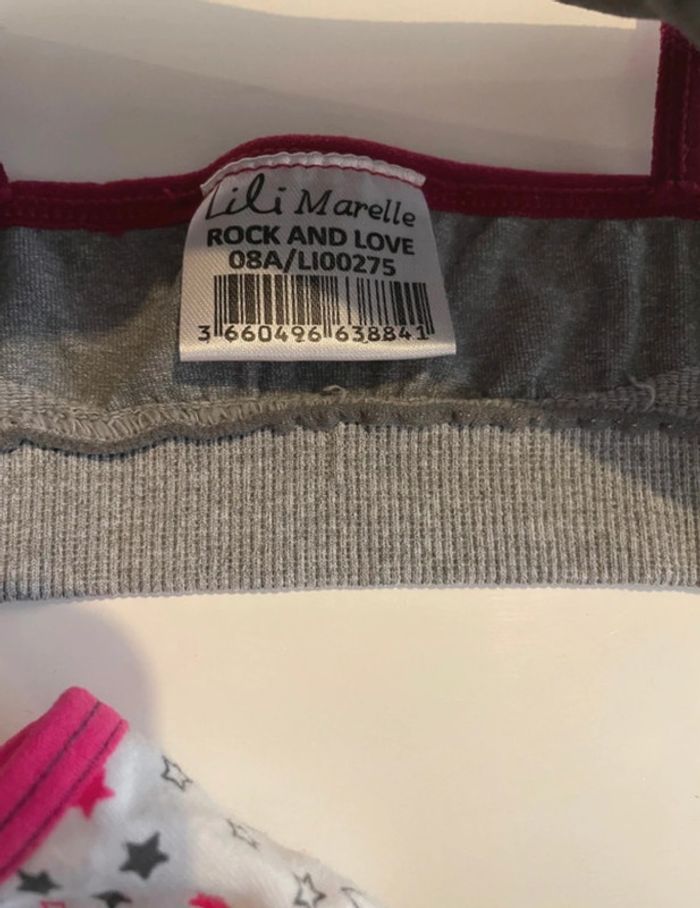 Lili Marelle
ROCK AND LOVE
08A/LI00275
3 660496 638841